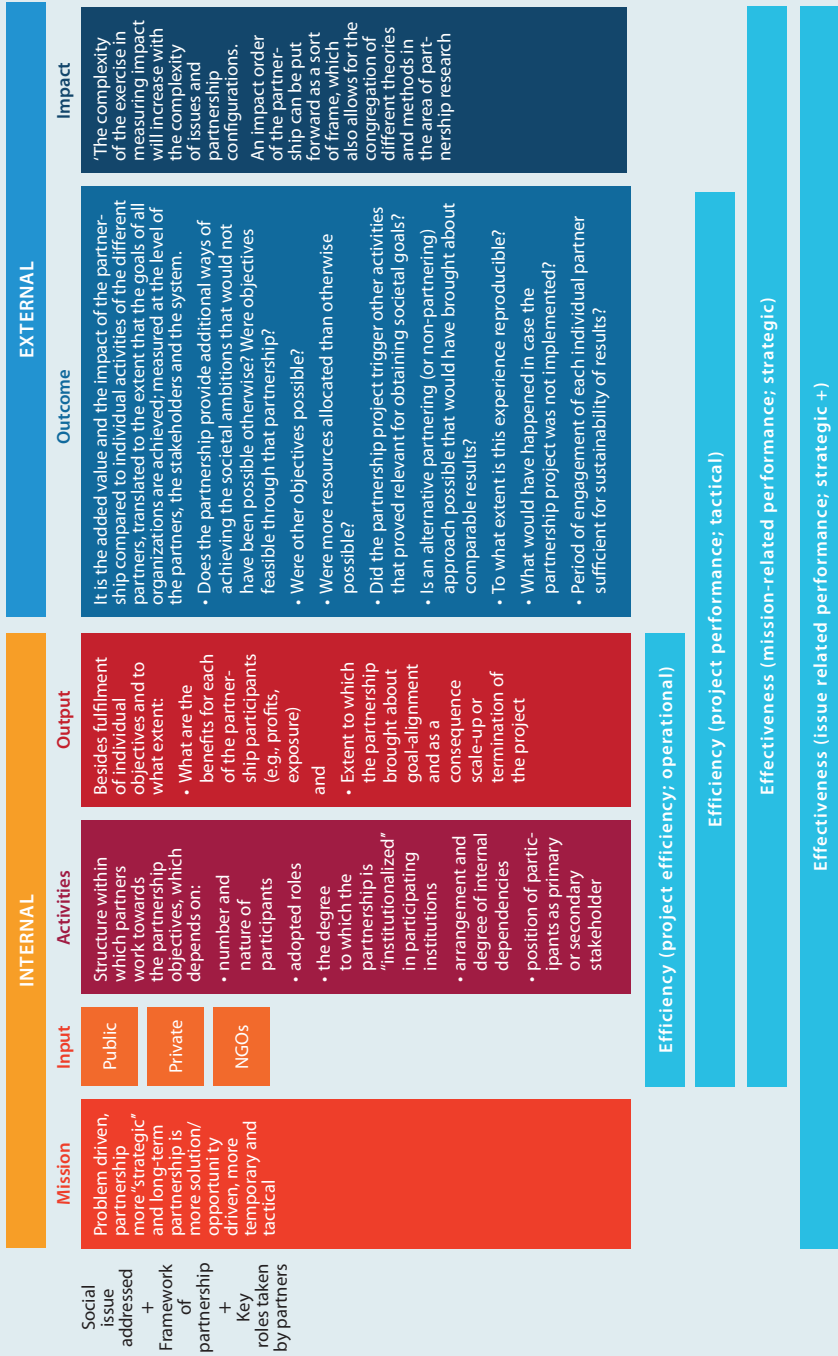 INTERNAL
EXTERNAL
Social
issue
addressed
+
Framework
of
partnership
+
Key
roles taken
by partners
Mission
Problem driven,
partnership
more “strategic”
and long-term
partnership is
more solution/
opportuni ty
driven, more
temporary and
tactical
Input
Public
Private
NGOs
Activities
Structure within
which partners
work towards
the partnership
objectives, which
depends on:
• number and
nature of
participants
• adopted roles
• the degree
to which the
partnership is
“institutionalized”
in participating
institutions
• arrangement and
degree of internal
dependencies
• position of partic-
ipants as primary
or secondary
stakeholder
Output
Besides fulfilment
of individual
objectives and to
what extent:
• What are the
benefits for each
of the partner-
ship participants
(e.g., profits,
exposure)
and
• Extent to which
the partnership
brought about
goal-alignment
and as a
consequence
scale-up or
termination of
the project
Outcome
It is the added value and the impact of the partner-
ship compared to individual activities of the different
partners, translated to the extent that the goals of all
organizations are achieved; measured at the level of
the partners, the stakeholders and the system.
• Does the partnership provide additional ways of
achieving the societal ambitions that would not
have been possible otherwise? Were objectives
feasible through that partnership?
• Were other objectives possible?
• Were more resources allocated than otherwise
possible?
• Did the partnership project trigger other activities
that proved relevant for obtaining societal goals?
• Is an alternative partnering (or non-partnering)
approach possible that would have brought about
comparable results?
• To what extent is this experience reproducible?
• What would have happened in case the
partnership project was not implemented?
• Period of engagement of each individual partner
sufficient for sustainability of results?
Impact
‘The complexity
of the exercise in
measuring impact
will increase with
the complexity
of issues and
partnership
configurations.
An impact order
of the partner-
ship can be put
forward as a sort
of frame, which
also allows for the
congregation of
different theories
and methods in
the area of part-
nership research
Efficiency (project efficiency; operational)
Efficiency (project performance; tactical)
Effectiveness (mission-related performance; strategic)
Effectiveness (issue related performance; strategic +)